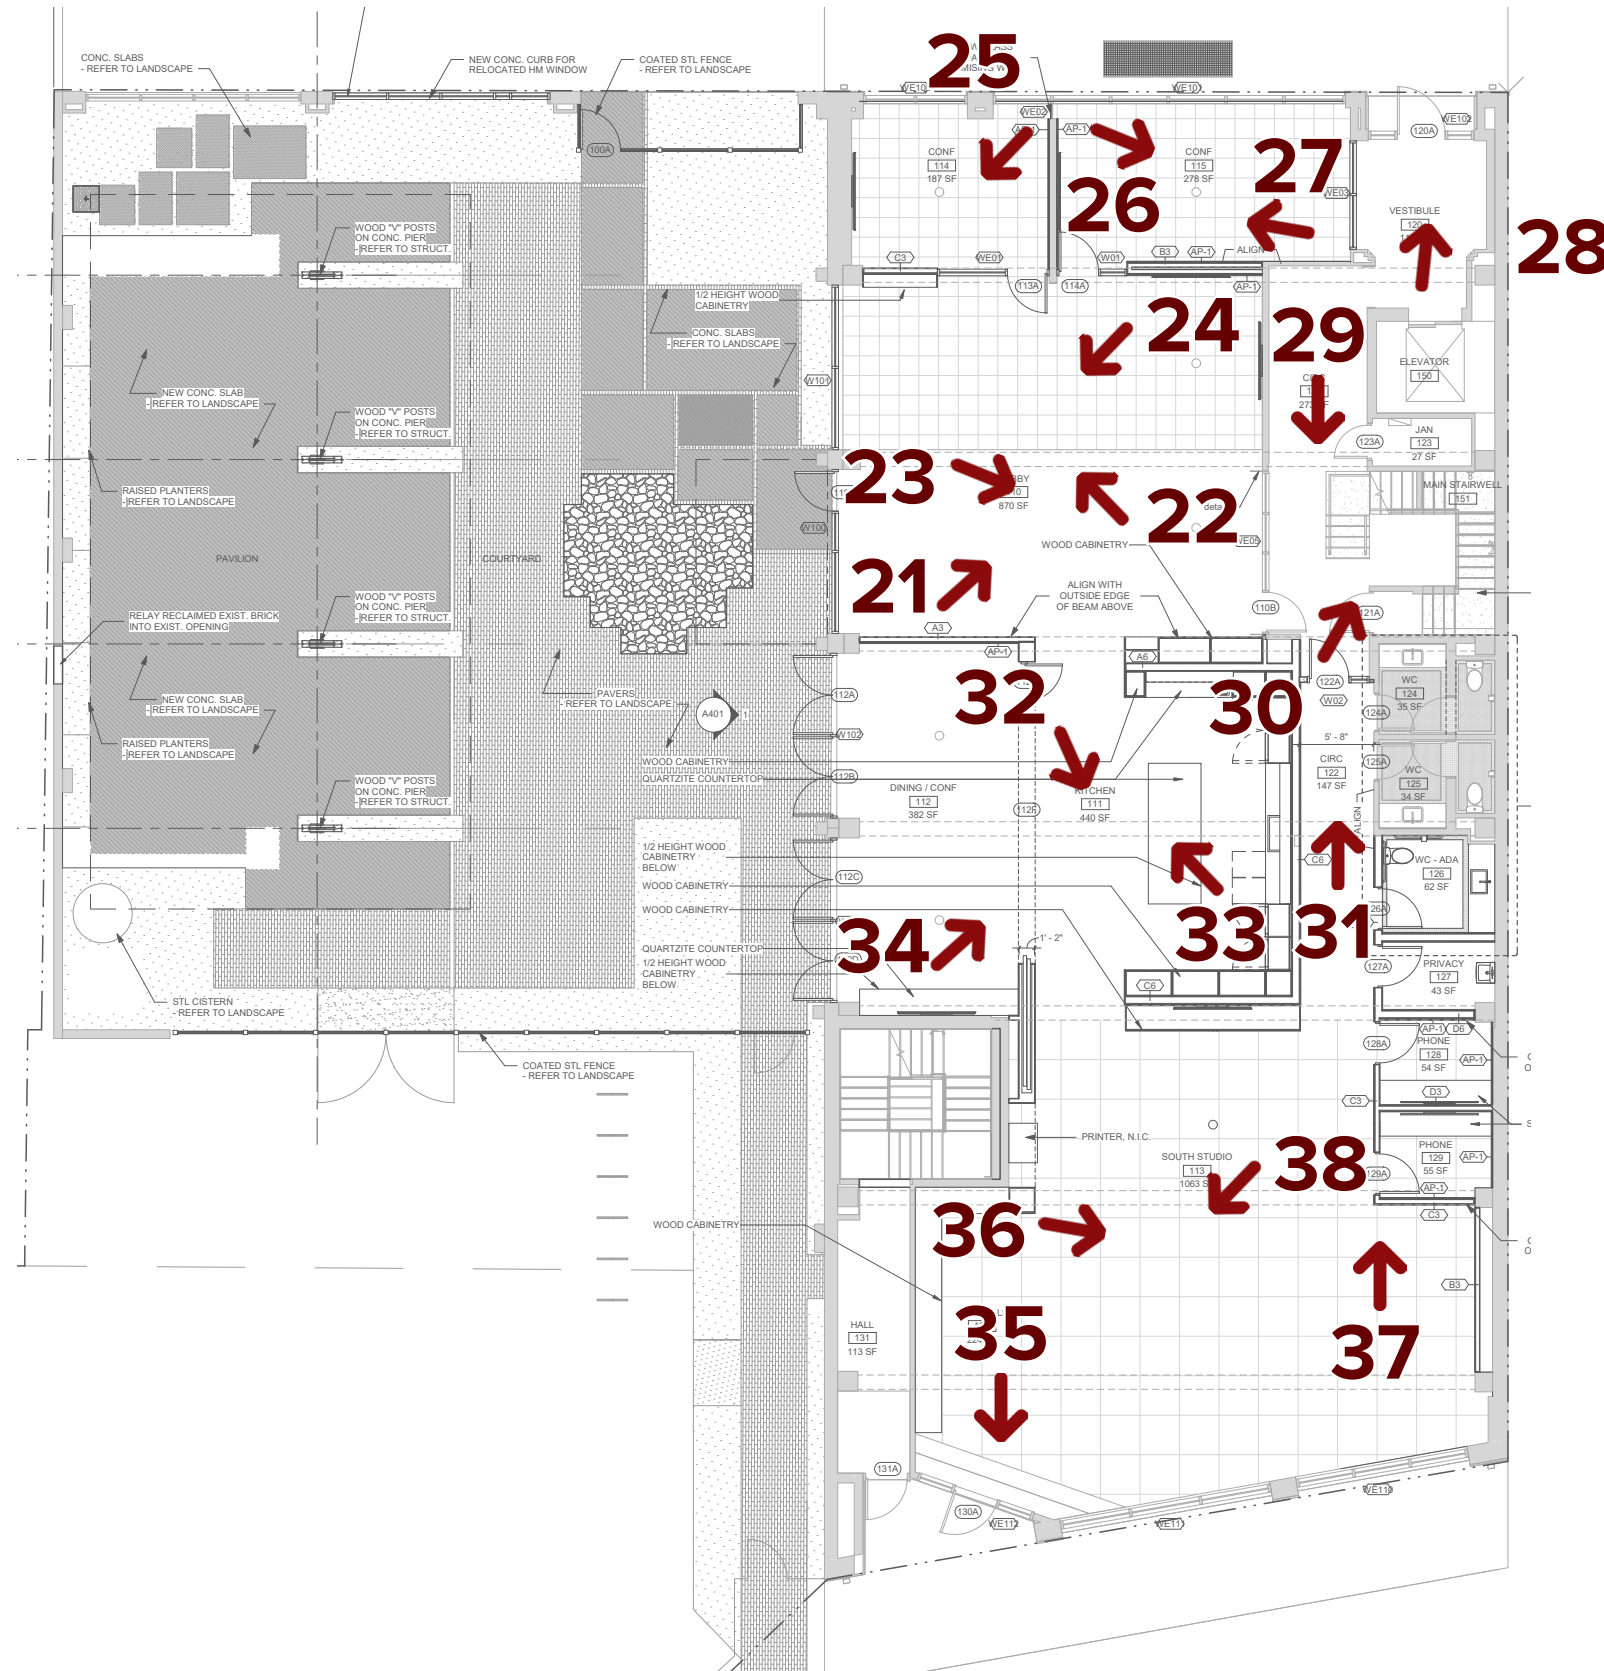 CONC. SLABS
- REFER TO LANDSCAPE
NEW CONC. CURB FOR
RELOCATED HM WINDOW
COATED STL FENCE
- REFER TO LANDSCAPE
25
WE101
WE02
WE102
100A
120A
AP-1
CONF
114
187 SF
CONF
115
278 SF
26
27
WE03
VESTIBULE
28
WOOD "V" POSTS
ON CONC. PIER
- REFER TO STRUCT.
C3
WE01
W01
B3
AP-1
ALIGN
113A
114A
AP-1
1/2 HEIGHT WOOD
CABINETRY
CONC. SLABS
- REFER TO LANDSCAPE
24
29
ELEVATOR
150
W101
NEW CONC. SLAB
- REFER TO LANDSCAPE
WOOD "V" POSTS
ON CONC. PIER
- REFER TO STRUCT.
JAN
123
27 SF
123A
23
870 SF
22
RAISED PLANTERS
- REFER TO LANDSCAPE
MAIN STAIRWELL
151
W100
PAVILION
COURTYARD
WOOD CABINETRY
21
ALIGN WITH
OUTSIDE EDGE
OF BEAM ABOVE
WOOD "V" POSTS
ON CONC. PIER
- REFER TO STRUCT.
RELAY RECLAIMED EXIST. BRICK
INTO EXIST. OPENING
110B
121A
A3
AP-1
A6
32
30
122A
W02
WC
124
35 SF
124A
NEW CONC. SLAB
- REFER TO LANDSCAPE
PAVERS
- REFER TO LANDSCAPE
112A
A401
1
W102
RAISED PLANTERS
- REFER TO LANDSCAPE
5' - 8"
WOOD CABINETRY
QUARTZITE COUNTERTOP
112B
CIRC
122
147 SF
125A
WC
125
34 SF
WOOD "V" POSTS
ON CONC. PIER
- REFER TO STRUCT.
DINING / CONF
112
382 SF
112F
KITCHEN
111
440 SF
ALIGN
1/2 HEIGHT WOOD
CABINETRY
BELOW
C6
WC - ADA
126
62 SF
112C
WOOD CABINETRY
WOOD CABINETRY
33
31
34
1' - 2"
QUARTZITE COUNTERTOP
1/2 HEIGHT WOOD
CABINETRY
BELOW
127A
PRIVACY
127
43 SF
C6
STL CISTERN
- REFER TO LANDSCAPE
AP-1
D6
128A
PHONE
128
54 SF
AP-1
COATED STL FENCE
- REFER TO LANDSCAPE
D3
C3
PRINTER, N.I.C.
SOUTH STUDIO
113
38
PHONE
129
55 SF
AP-1
129A
AP-1
C3
WOOD CABINETRY
36
B3
35
37
HALL
131
113 SF
131A
130A
WE112
WE111
WE110